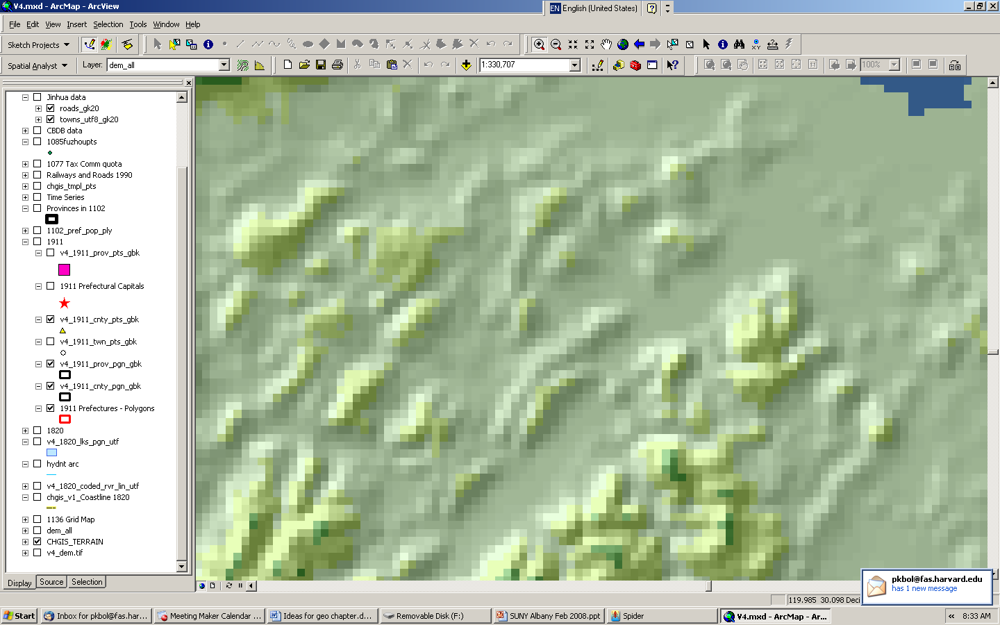 V4.mxd - ArcMap - ArcView
EN English (United States)
File Edit View Insert Selection Tools Window Help
Sketch Projects
Spatial Analyst Layer: dem_all 1:330,707 100%
Jinhua data
roads_gk20
towns_utf8_gk20
CBDB data
1085fuzhoupts
1077 Tax Comm quota
Railways and Roads 1990
chgis_tmpl_pts
Time Series
Provinces in 1102
1102_pref_pop_ply
1911
v4_1911_prov_pts_gbk
1911 Prefectural Capitals
v4_1911_cnty_pts_gbk
v4_1911_twn_pts_gbk
v4_1911_prov_pgn_gbk
v4_1911_cnty_pgn_gbk
1911 Prefectures - Polygons
1820
v4_1820_lks_pgn_utf
hydnt arc
v4_1820_coded_rvr_lin_utf
chgis_v1_Coastline 1820
1136 Grid Map
dem_all
CHGIS_TERRAIN
v4_dem.tif
Display Source Selection
pkbol@fas.harvard.edu
has 1 new message
119.985 30.098 Deci
Start Inbox for pkbol@fas.har... Meeting Maker Calendar ... Ideas for geo chapter.d... Removable Disk (F:) SUNY Albany Feb 2008.ppt Spider V4.mxd - ArcMap - Ar... 8:33 AM